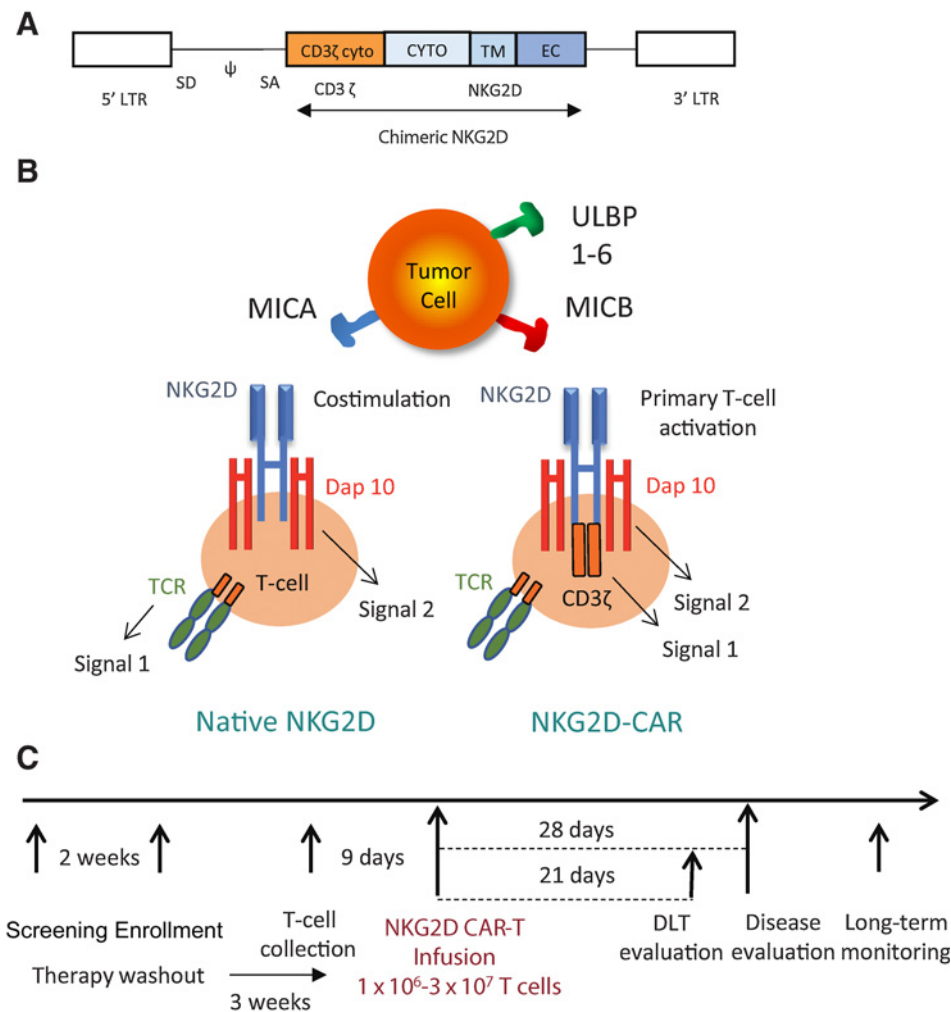 A
CD3ζ cyto CYTO TM EC
5′ LTR SD ψ SA CD3 ζ NKG2D 3′ LTR
Chimeric NKG2D
B
ULBP
1-6
Tumor
Cell
MICA
MICB
NKG2D
Costimulation
Dap 10
TCR
T-cell
Signal 2
Signal 1
Native NKG2D
NKG2D
Primary T-cell
activation
Dap 10
TCR
CD3ζ
Signal 2
Signal 1
NKG2D-CAR
C
2 weeks
9 days
28 days
21 days
Screening Enrollment
T-cell
collection
NKG2D CAR-T
Infusion
1 x 10⁶-3 x 10⁷ T cells
DLT
evaluation
Disease
evaluation
Long-term
monitoring
Therapy washout
3 weeks